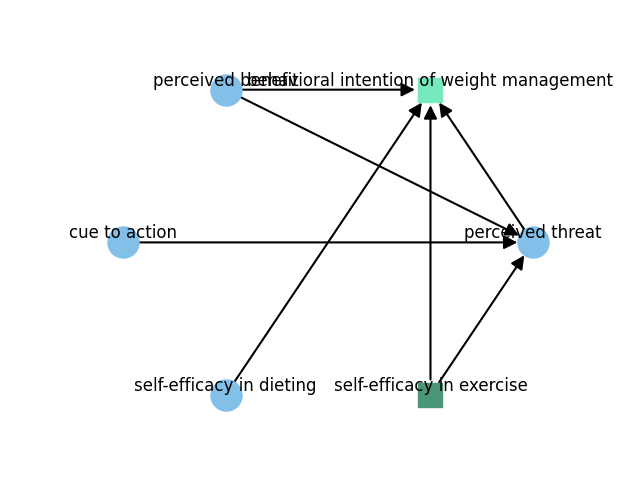 perceived benefit
behavioral intention of weight management
cue to action
perceived threat
self-efficacy in dieting
self-efficacy in exercise